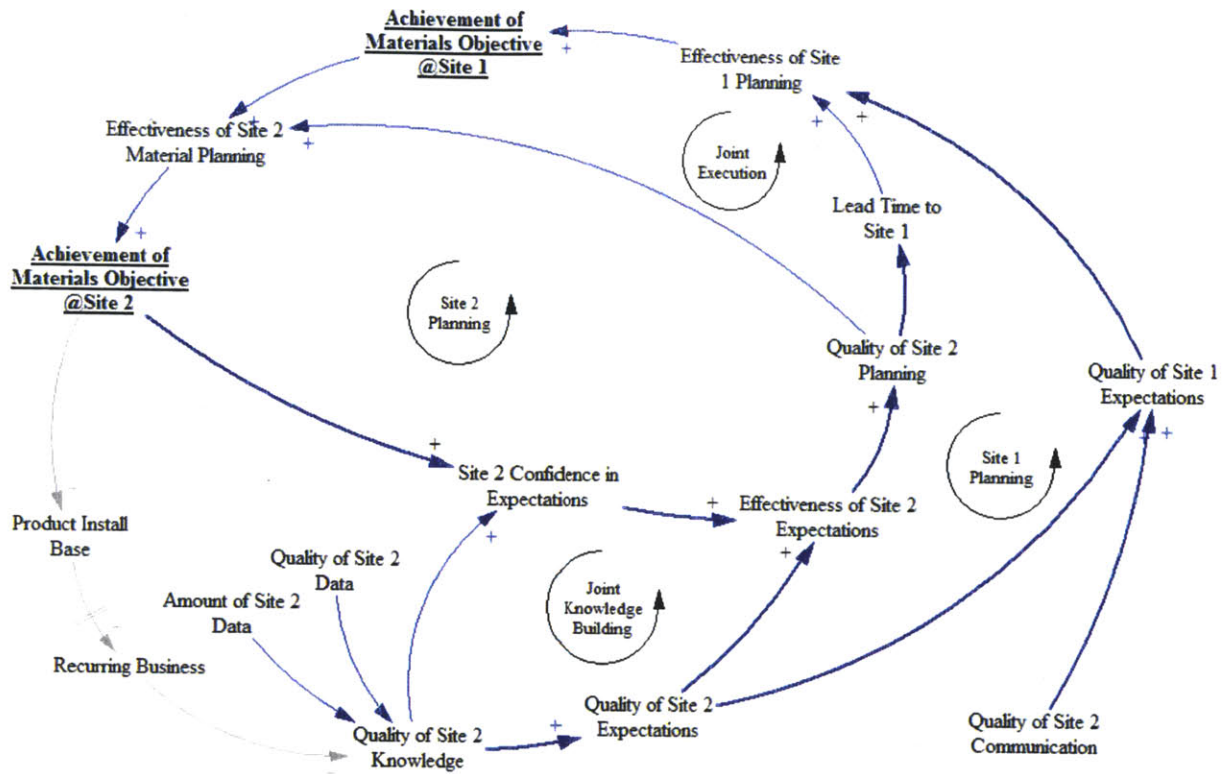 Achievement of
Materials Objective
@Site 1
Effectiveness of Site
1 Planning
+
+
+
+
+
Effectiveness of Site 2
Material Planning
Joint
Execution
Lead Time to
Site 1
+
Achievement of
Materials Objective
@Site 2
Site 2
Planning
Quality of Site 2
Planning
Quality of Site 1
Expectations
+
+
+
+
Site 1
Planning
Site 2 Confidence in
Expectations
+
+
Effectiveness of Site 2
Expectations
+
Product Install
Base
Quality of Site 2
Data
Joint
Knowledge
Building
Amount of Site 2
Data
Recurring Business
Quality of Site 2
Expectations
+
Quality of Site 2
Knowledge
Quality of Site 2
Communication